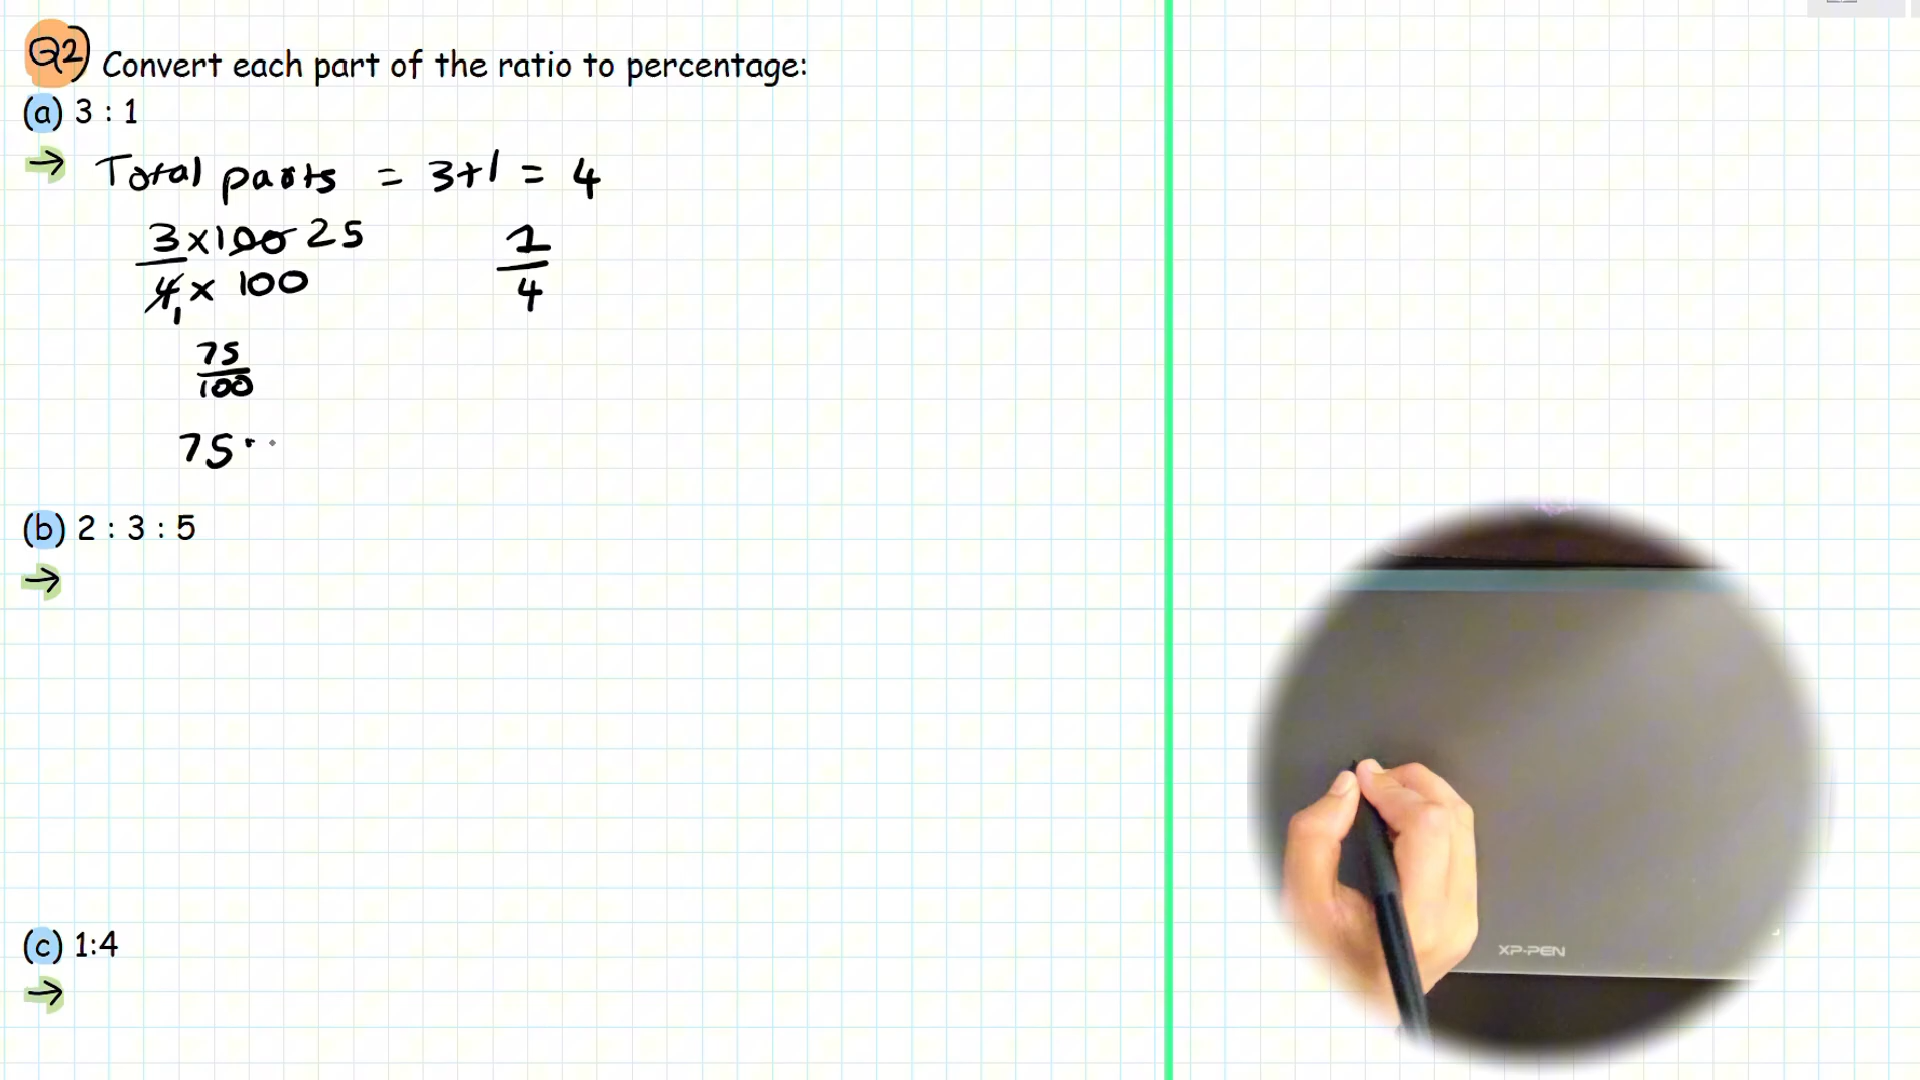 Q2 Convert each part of the ratio to percentage:
(a) 3 : 1
→ Total parts = 3+1 = 4
3×100 25 1
4 1 × 100 4
75
100
75
(b) 2 : 3 : 5
→
(c) 1:4
→
XP-PEN